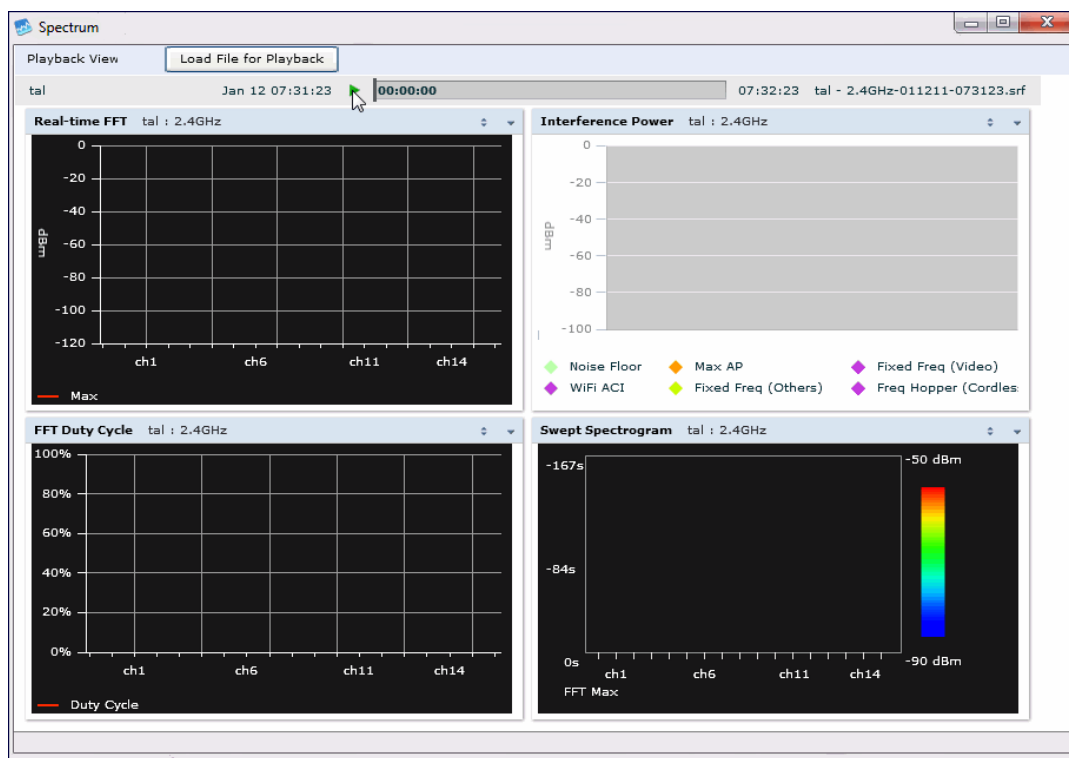 Spectrum
Playback View Load File for Playback
tal Jan 12 07:31:23 00:00:00 07:32:23 tal - 2.4GHz-011211-073123.srf
Real-time FFT tal : 2.4GHz
0
-20
-40
-60
-80
-100
-120
dBm
ch1 ch6 ch11 ch14
Max
Interference Power tal : 2.4GHz
0
-20
-40
-60
-80
-100
dBm
Noise Floor Max AP Fixed Freq (Video)
WiFi ACI Fixed Freq (Others) Freq Hopper (Cordles
FFT Duty Cycle tal : 2.4GHz
100%
80%
60%
40%
20%
0%
ch1 ch6 ch11 ch14
Duty Cycle
Swept Spectrogram tal : 2.4GHz
-167s
-84s
0s
ch1 ch6 ch11 ch14
FFT Max
-50 dBm
-90 dBm